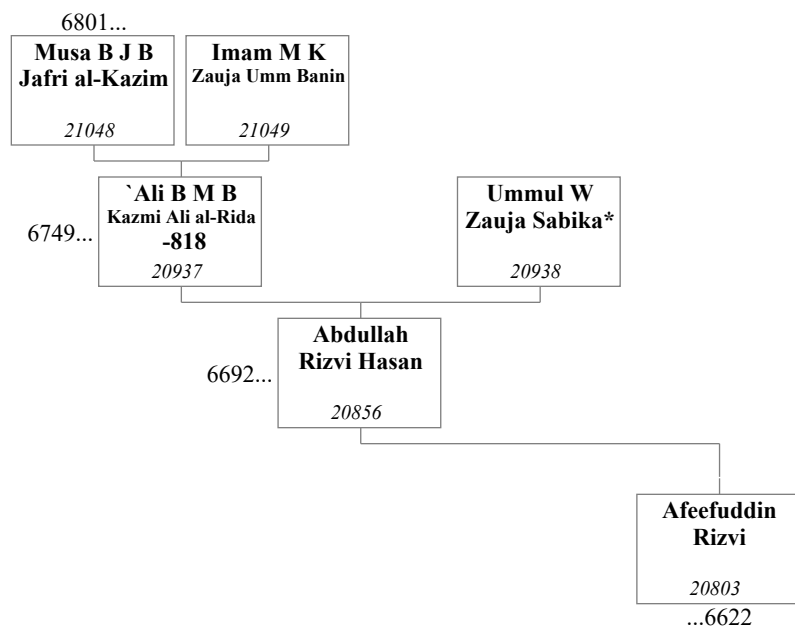 6801...
Musa B J B
Jafri al-Kazim
21048
Imam M K
Zauja Umm Banin
21049
6749...
`Ali B M B
Kazmi Ali al-Rida
-818
20937
Ummul W
Zauja Sabika*
20938
6692...
Abdullah
Rizvi Hasan
20856
Afeefuddin
Rizvi
20803
...6622